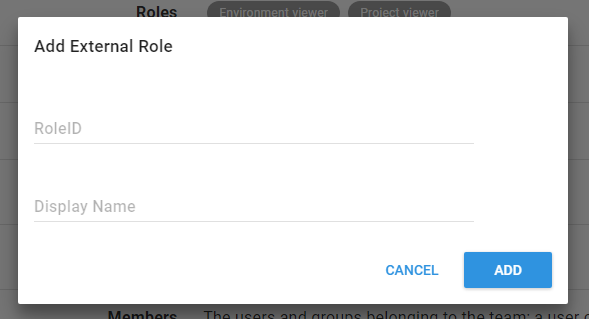 Roles Environment viewer Project viewer
Add External Role
RoleID
Display Name
CANCEL ADD
Members The users and groups belonging to the team: a user